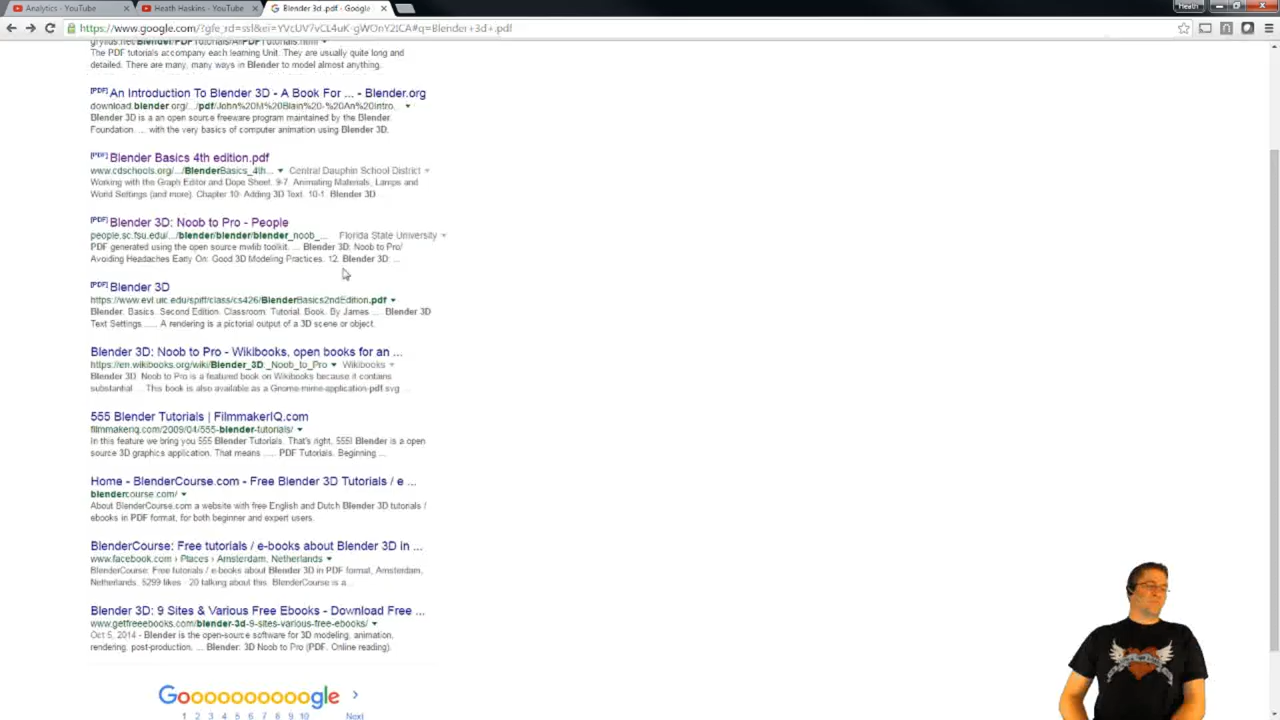 Analytics - YouTube
Heath Haskins - YouTube
Blender 3d .pdf - Google
Heath
https://www.google.com/?gfe_rd=ssl&ei=YVcUV7vCL4uK-gWOnY2ICA#q=Blender+3d+.pdf
The PDF tutorials accompany each learning Unit. They are usually quite long and
detailed. There are many, many ways in Blender to model almost anything.
[PDF] An Introduction To Blender 3D - A Book For ... - Blender.org
download.blender.org/.../pdf/John%20M%20Blain%20-%20An%20Intro.
Blender 3D is a an open source freeware program maintained by the Blender
Foundation ... with the very basics of computer animation using Blender 3D,
[PDF] Blender Basics 4th edition.pdf
www.cdschools.org/.../BlenderBasics_4th... Central Dauphin School District
Working with the Graph Editor and Dope Sheet. 9-7. Animating Materials, Lamps and
World Settings (and more). Chapter 10- Adding 3D Text. 10-1. Blender 3D
[PDF] Blender 3D: Noob to Pro - People
people.sc.fsu.edu/.../blender/blender/blender_noob_... Florida State University
PDF generated using the open source mwlib toolkit. ... Blender 3D: Noob to Pro/
Avoiding Headaches Early On: Good 3D Modeling Practices. 12. Blender 3D: ...
[PDF] Blender 3D
https://www.evl.uic.edu/spiff/class/cs426/BlenderBasics2ndEdition.pdf
Blender. Basics. Second Edition. Classroom. Tutorial. Book. By James .... Blender 3D
Text Settings ..... A rendering is a pictorial output of a 3D scene or object.
Blender 3D: Noob to Pro - Wikibooks, open books for an ...
https://en.wikibooks.org/wiki/Blender_3D:_Noob_to_Pro Wikibooks
Blender 3D: Noob to Pro is a featured book on Wikibooks because it contains
substantial ... This book is also available as a Gnome-mime-application-pdf svg ...
555 Blender Tutorials | FilmmakerIQ.com
filmmakeriq.com/2009/04/555-blender-tutorials/
In this feature we bring you 555 Blender Tutorials. That's right, 555! Blender is a open
source 3D graphics application. That means ..... PDF Tutorials. Beginning ...
Home - BlenderCourse.com - Free Blender 3D Tutorials / e ...
blendercourse.com/
About BlenderCourse.com a website with free English and Dutch Blender 3D tutorials /
ebooks in PDF format, for both beginner and expert users.
BlenderCourse: Free tutorials / e-books about Blender 3D in ...
www.facebook.com › Places › Amsterdam, Netherlands
BlenderCourse: Free tutorials / e-books about Blender 3D in PDF format, Amsterdam,
Netherlands. 5299 likes · 20 talking about this. BlenderCourse is a...
Blender 3D: 9 Sites & Various Free Ebooks - Download Free ...
www.getfreeebooks.com/blender-3d-9-sites-various-free-ebooks/
Oct 5, 2014 - Blender is the open-source software for 3D modeling, animation,
rendering, post-production, ... Blender: 3D Noob to Pro (PDF, Online reading).
Goooooooooogle
1 2 3 4 5 6 7 8 9 10 Next